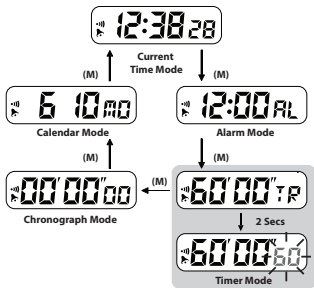 12:38 28
Current
Time Mode
(M)
(M)
6 10 MO
12:00 AL
Calendar Mode
Alarm Mode
(M)
(M)
00'00"00
(M)
60'00"TR
Chronograph Mode
2 Secs
60'00"60
Timer Mode